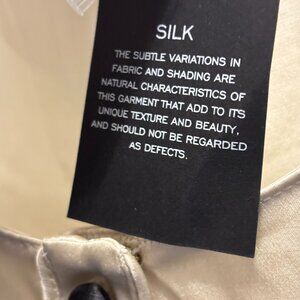 SILK
THE SUBTLE VARIATIONS IN
FABRIC AND SHADING ARE
NATURAL CHARACTERISTICS OF
THIS GARMENT THAT ADD TO ITS
UNIQUE TEXTURE AND BEAUTY,
AND SHOULD NOT BE REGARDED
AS DEFECTS.